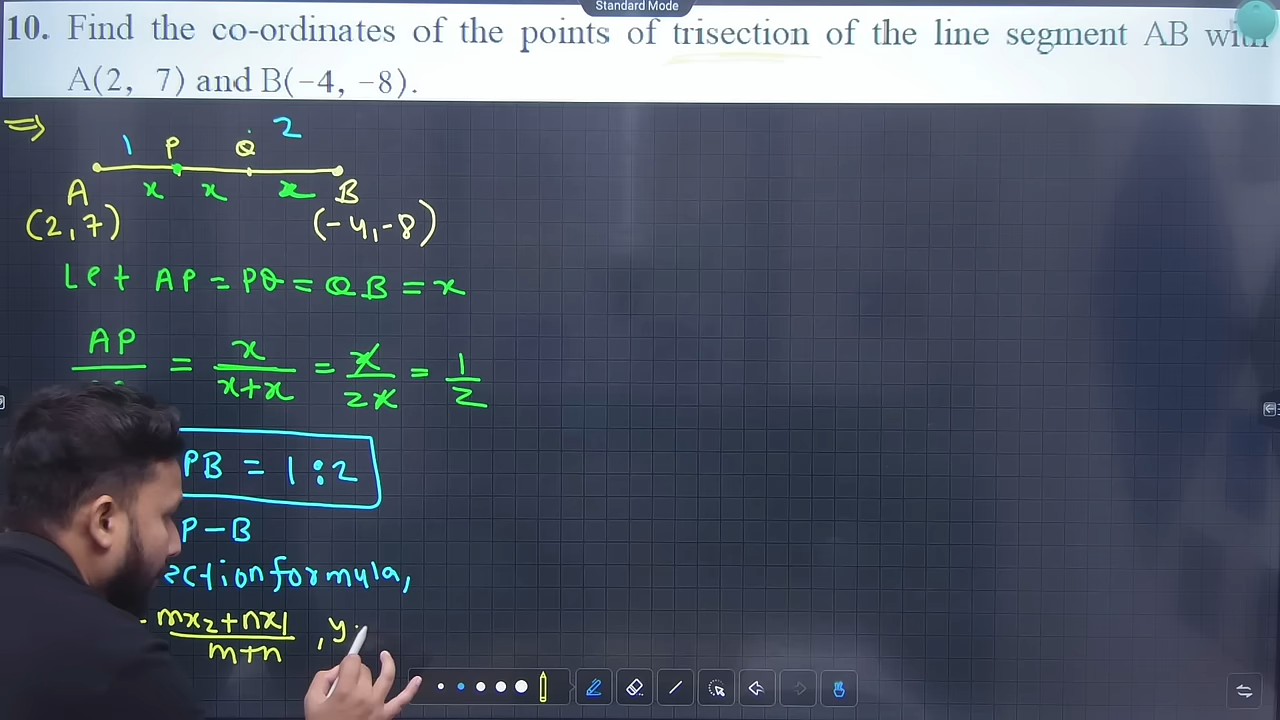 Standard Mode
10. Find the co-ordinates of the points of trisection of the line segment AB with
A(2, 7) and B(−4, −8).
⇒
1 P Q 2
A x x x B
(2,7) (-4,-8)
Let AP = PQ = QB = x
AP = x = x = 1
x+x 2x 2
PB = 1:2
P-B
ection formula,
mx2+nx1 , y
m+n